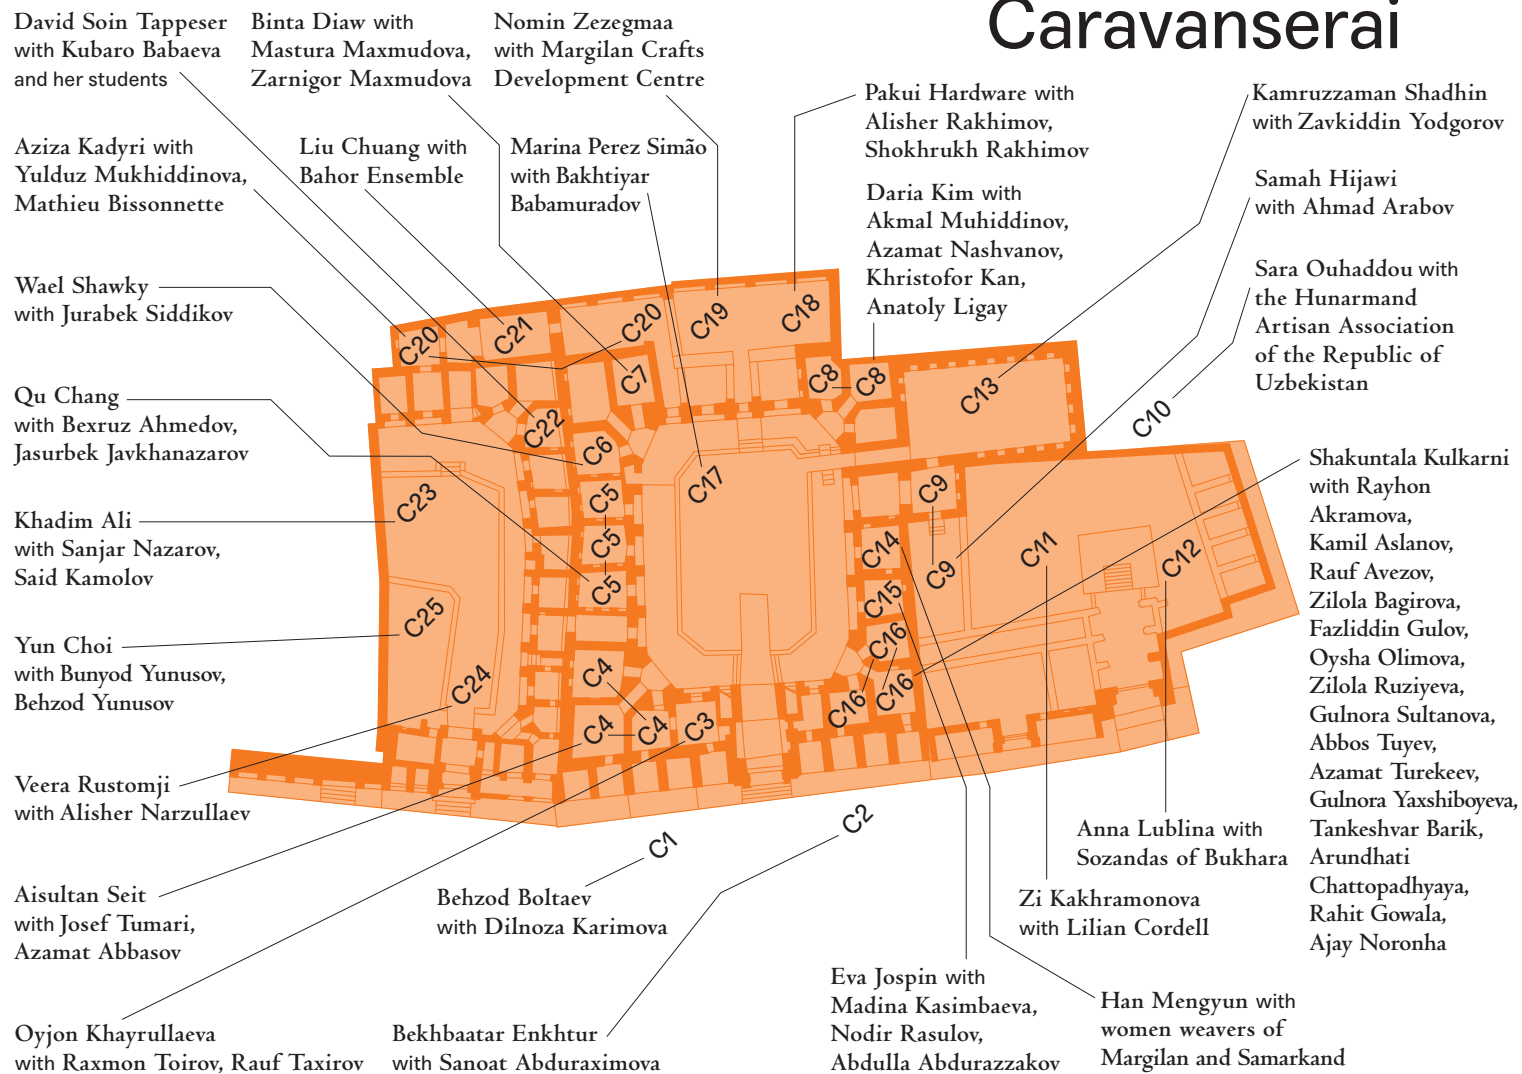 Caravanserai
David Soin Tappeser
with Kubaro Babaeva
and her students
Binta Diaw with
Mastura Maxmudova,
Zarnigor Maxmudova
Nomin Zezegmaa
with Margilan Crafts
Development Centre
Pakui Hardware with
Alisher Rakhimov,
Shokhrukh Rakhimov
Kamruzzaman Shadhin
with Zavkiddin Yodgorov
Aziza Kadyri with
Yulduz Mukhiddinova,
Mathieu Bissonnette
Liu Chuang with
Bahor Ensemble
Marina Perez Simão
with Bakhtiyar
Babamuradov
Daria Kim with
Akmal Muhiddinov,
Azamat Nashvanov,
Khristofor Kan,
Anatoly Ligay
Samah Hijawi
with Ahmad Arabov
Sara Ouhaddou with
the Hunarmand
Artisan Association
of the Republic of
Uzbekistan
Wael Shawky
with Jurabek Siddikov
Qu Chang
with Bexruz Ahmedov,
Jasurbek Javkhanazarov
Khadim Ali
with Sanjar Nazarov,
Said Kamolov
Yun Choi
with Bunyod Yunusov,
Behzod Yunusov
Veera Rustomji
with Alisher Narzullaev
Aisultan Seit
with Josef Tumari,
Azamat Abbasov
Oyjon Khayrullaeva
with Raxmon Toirov, Rauf Taxirov
C20
C21
C20
C19
C18
C7
C8
C8
C13
C10
C22
C6
C17
C23
C5
C5
C5
C9
C9
C14
C11
C12
C15
C25
C16
C16
C16
C24
C4
C4
C4
C3
C1
C2
Shakuntala Kulkarni
with Rayhon
Akramova,
Kamil Aslanov,
Rauf Avezov,
Zilola Bagirova,
Fazliddin Gulov,
Oysha Olimova,
Zilola Ruziyeva,
Gulnora Sultanova,
Abbos Tuyev,
Azamat Turekeev,
Gulnora Yaxshiboyeva,
Tankeshvar Barik,
Arundhati
Chattopadhyaya,
Rahit Gowala,
Ajay Noronha
Anna Lublina with
Sozandas of Bukhara
Zi Kakhramonova
with Lilian Cordell
Behzod Boltaev
with Dilnoza Karimova
Bekhbaatar Enkhtur
with Sanoat Abduraximova
Eva Jospin with
Madina Kasimbaeva,
Nodir Rasulov,
Abdulla Abdurazzakov
Han Mengyun with
women weavers of
Margilan and Samarkand